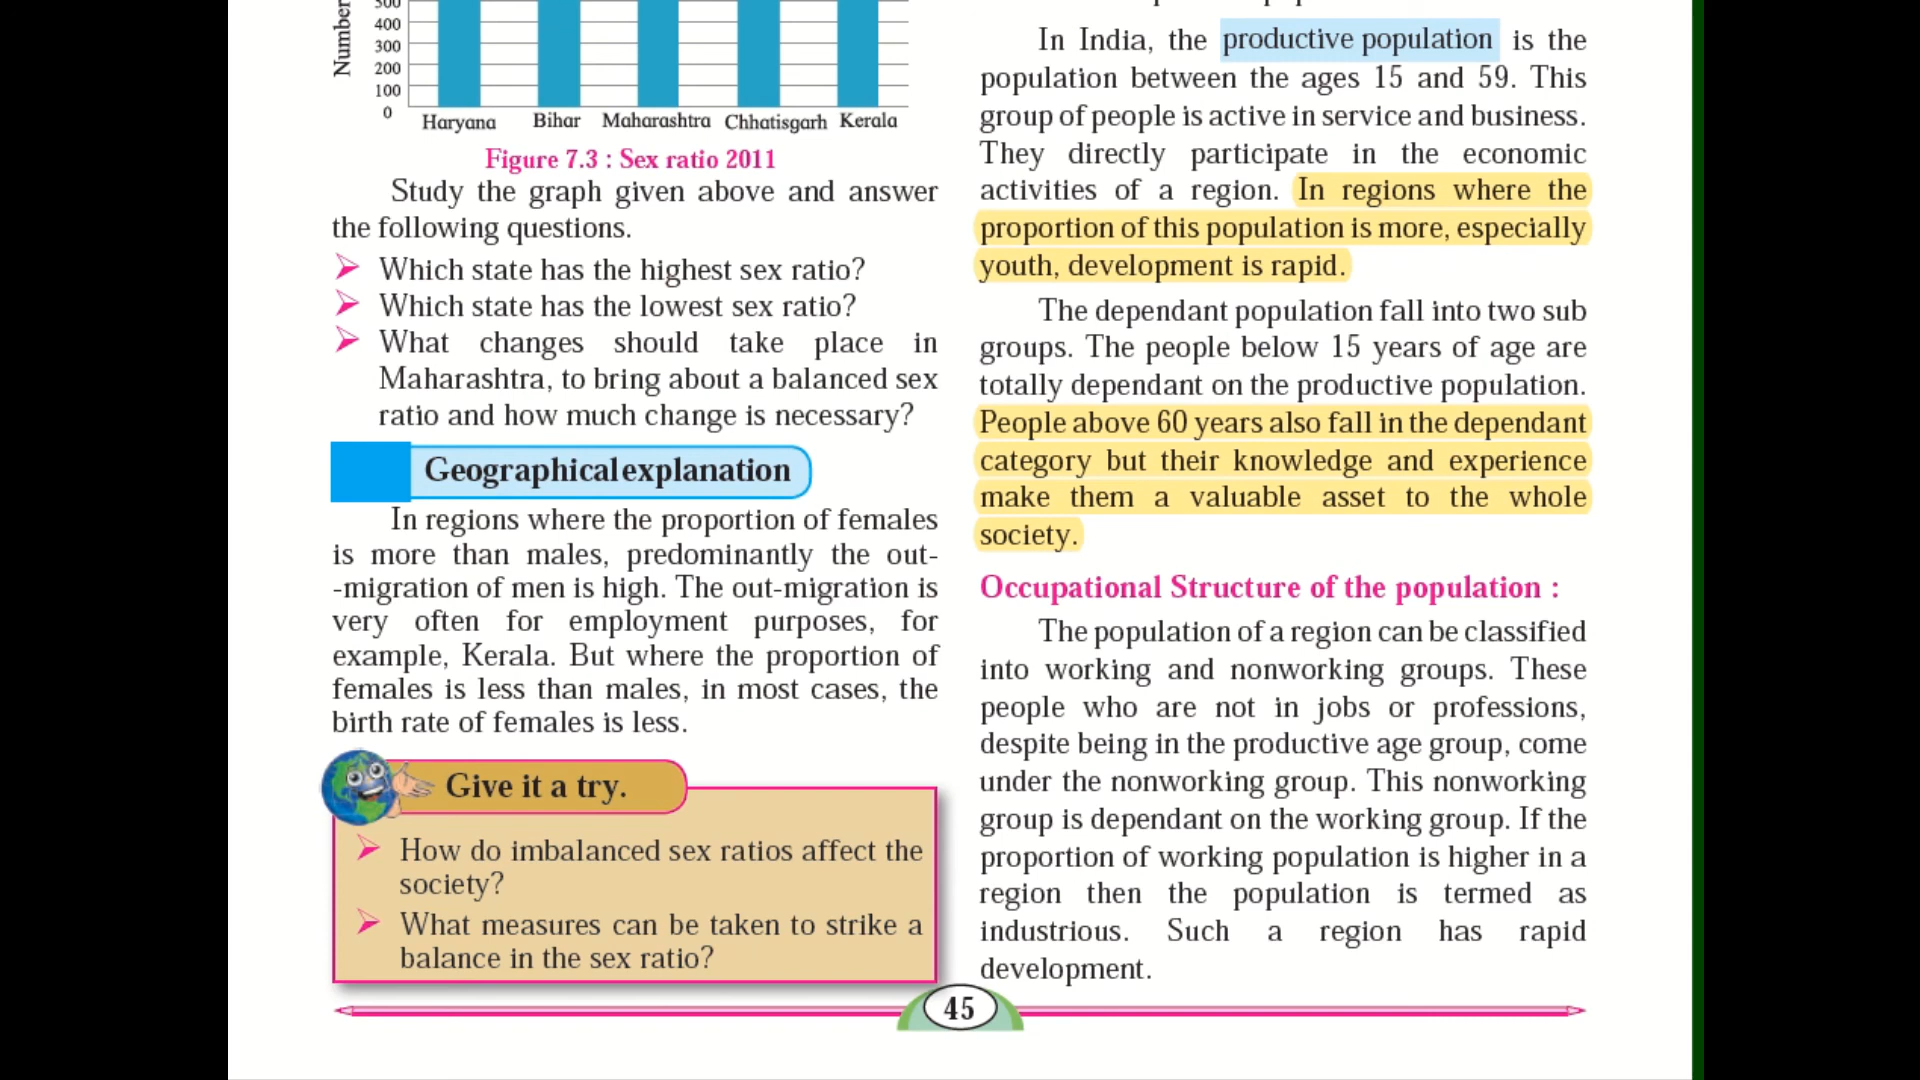 Number
500
400
300
200
100
0
Haryana Bihar Maharashtra Chhatisgarh Kerala
Figure 7.3 : Sex ratio 2011
Study the graph given above and answer
the following questions.
Which state has the highest sex ratio?
Which state has the lowest sex ratio?
What changes should take place in
Maharashtra, to bring about a balanced sex
ratio and how much change is necessary?
Geographical explanation
In regions where the proportion of females
is more than males, predominantly the out-
-migration of men is high. The out-migration is
very often for employment purposes, for
example, Kerala. But where the proportion of
females is less than males, in most cases, the
birth rate of females is less.
Give it a try.
How do imbalanced sex ratios affect the
society?
What measures can be taken to strike a
balance in the sex ratio?
In India, the productive population is the
population between the ages 15 and 59. This
group of people is active in service and business.
They directly participate in the economic
activities of a region. In regions where the
proportion of this population is more, especially
youth, development is rapid.
The dependant population fall into two sub
groups. The people below 15 years of age are
totally dependant on the productive population.
People above 60 years also fall in the dependant
category but their knowledge and experience
make them a valuable asset to the whole
society.
Occupational Structure of the population :
The population of a region can be classified
into working and nonworking groups. These
people who are not in jobs or professions,
despite being in the productive age group, come
under the nonworking group. This nonworking
group is dependant on the working group. If the
proportion of working population is higher in a
region then the population is termed as
industrious. Such a region has rapid
development.
45